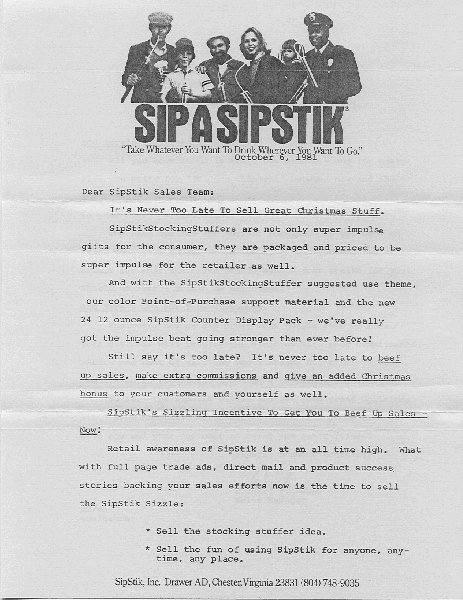 SIP A SIPSTIK®
"Take Whatever You Want To Drink Wherever You Want To Go."
October 6, 1981
Dear SipStik Sales Team:
It's Never Too Late To Sell Great Christmas Stuff.
SipStikStockingStuffers are not only super impulse
gifts for the consumer, they are packaged and priced to be
super impulse for the retailer as well.
And with the SipStikStockingStuffer suggested use theme,
our color Point-of-Purchase support material and the new
24 12 ounce SipStik Counter Display Pack - we've really
got the impulse beat going stronger than ever before!
Still say it's too late? It's never too late to beef
up sales, make extra commissions and give an added Christmas
bonus to your customers and yourself as well.
SipStik's Sizzling Incentive To Get You To Beef Up Sales -
Now!
Retail awareness of SipStik is at an all time high. What
with full page trade ads, direct mail and product success
stories backing your sales efforts now is the time to sell
the SipStik Sizzle:
* Sell the stocking stuffer idea.
* Sell the fun of using SipStik for anyone, any-
time, any place.
SipStik, Inc. Drawer AD, Chester, Virginia 23831 (804) 748-9035